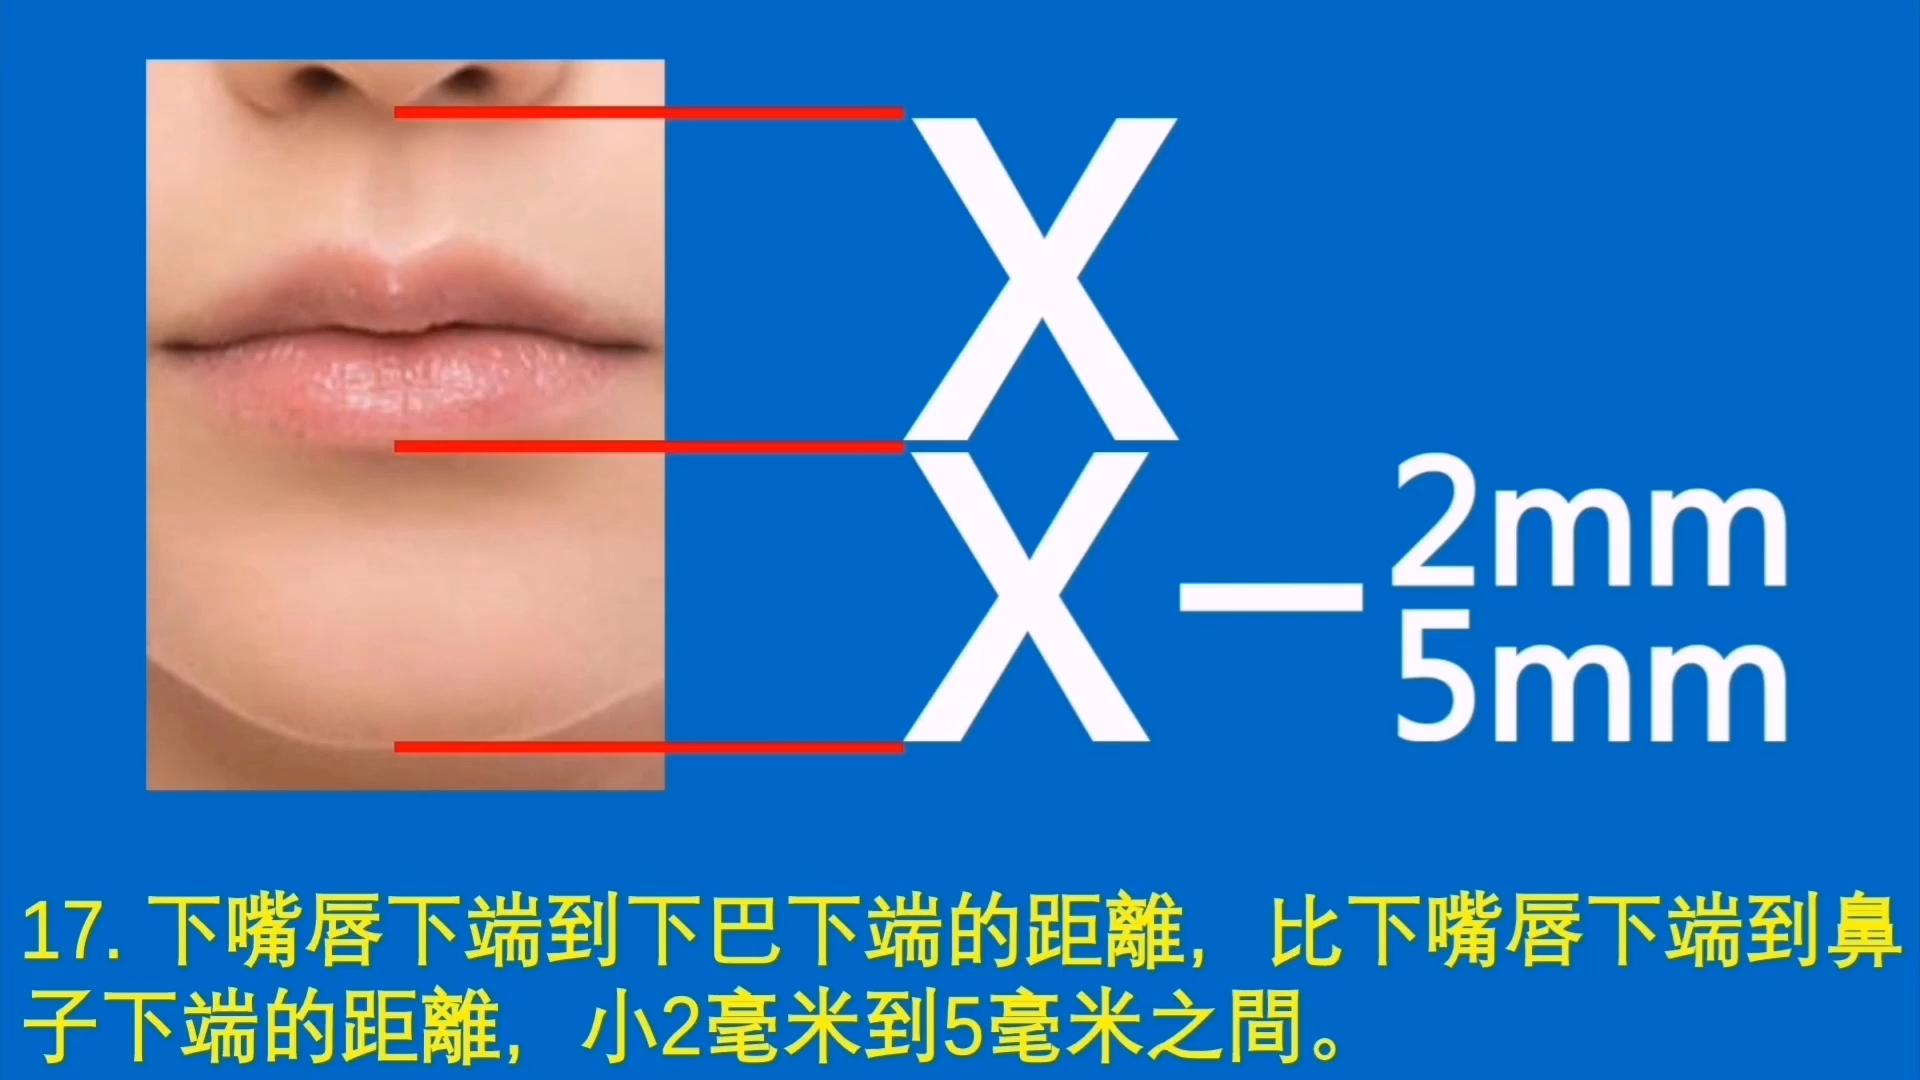 X
X — 2mm
5mm
17. 下嘴唇下端到下巴下端的距離，比下嘴唇下端到鼻
子下端的距離，小2毫米到5毫米之間。